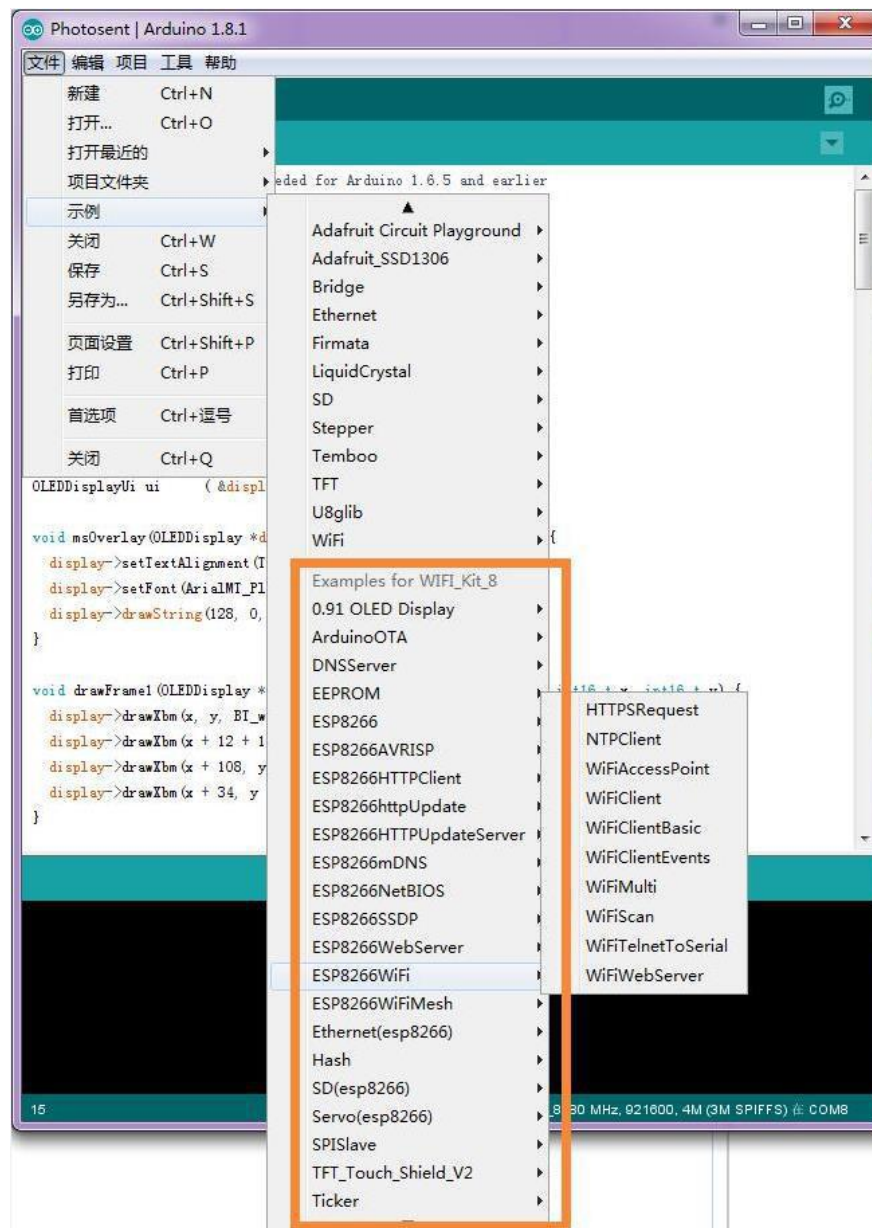 Photosent | Arduino 1.8.1
文件 编辑 项目 工具 帮助
新建 Ctrl+N
打开... Ctrl+O
打开最近的
项目文件夹
示例
关闭 Ctrl+W
保存 Ctrl+S
另存为... Ctrl+Shift+S
页面设置 Ctrl+Shift+P
打印 Ctrl+P
首选项 Ctrl+逗号
关闭 Ctrl+Q
for Arduino 1.6.5 and earlier
Adafruit Circuit Playground
Adafruit_SSD1306
Bridge
Ethernet
Firmata
LiquidCrystal
SD
Stepper
Temboo
TFT
U8glib
WiFi
Examples for WIFI_Kit_8
0.91 OLED Display
ArduinoOTA
DNSServer
EEPROM
ESP8266
ESP8266AVRISP
ESP8266HTTPClient
ESP8266httpUpdate
ESP8266HTTPUpdateServer
ESP8266mDNS
ESP8266NetBIOS
ESP8266SSDP
ESP8266WebServer
ESP8266WiFi
ESP8266WiFiMesh
Ethernet(esp8266)
Hash
SD(esp8266)
Servo(esp8266)
SPISlave
TFT_Touch_Shield_V2
Ticker
HTTPSRequest
NTPClient
WiFiAccessPoint
WiFiClient
WiFiClientBasic
WiFiClientEvents
WiFiMulti
WiFiScan
WiFiTelnetToSerial
WiFiWebServer
OLEDDisplayUi ui ( &displ
void msOverlay(OLEDDisplay *d {
display->setTextAlignment(T
display->setFont(ArialMT_Pl
display->drawString(128, 0,
}
void drawFrame1(OLEDDisplay * int16_t x, int16_t y) {
display->drawXbm(x, y, BI_w
display->drawXbm(x + 12 + 1
display->drawXbm(x + 108, y
display->drawXbm(x + 34, y
}
15 MHz, 921600, 4M (3M SPIFFS) 在 COM8